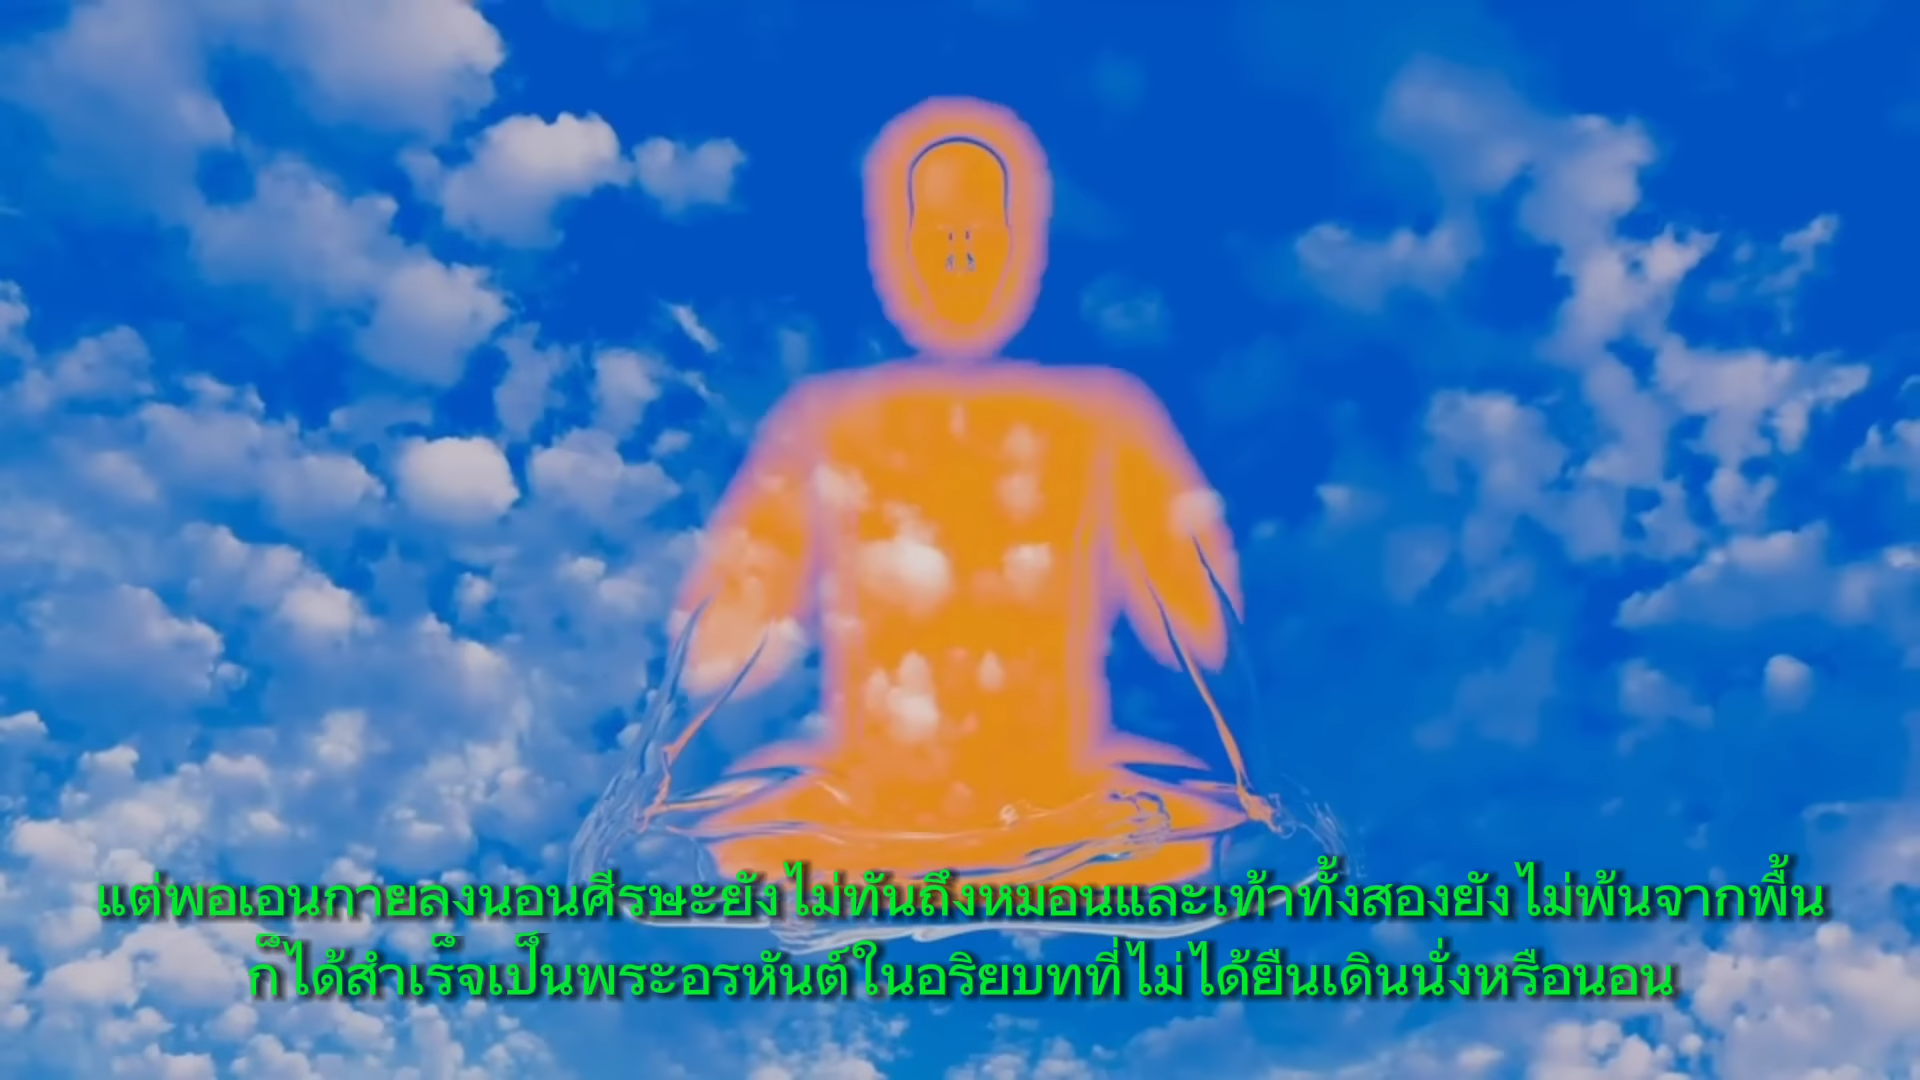 แต่พอเอนกายลงนอนศีรษะยังไม่ทันถึงหมอนและเท้าทั้งสองยังไม่พ้นจากพื้น
ก็ได้สำเร็จเป็นพระอรหันต์ในอริยบทที่ไม่ได้ยืนเดินนั่งหรือนอน